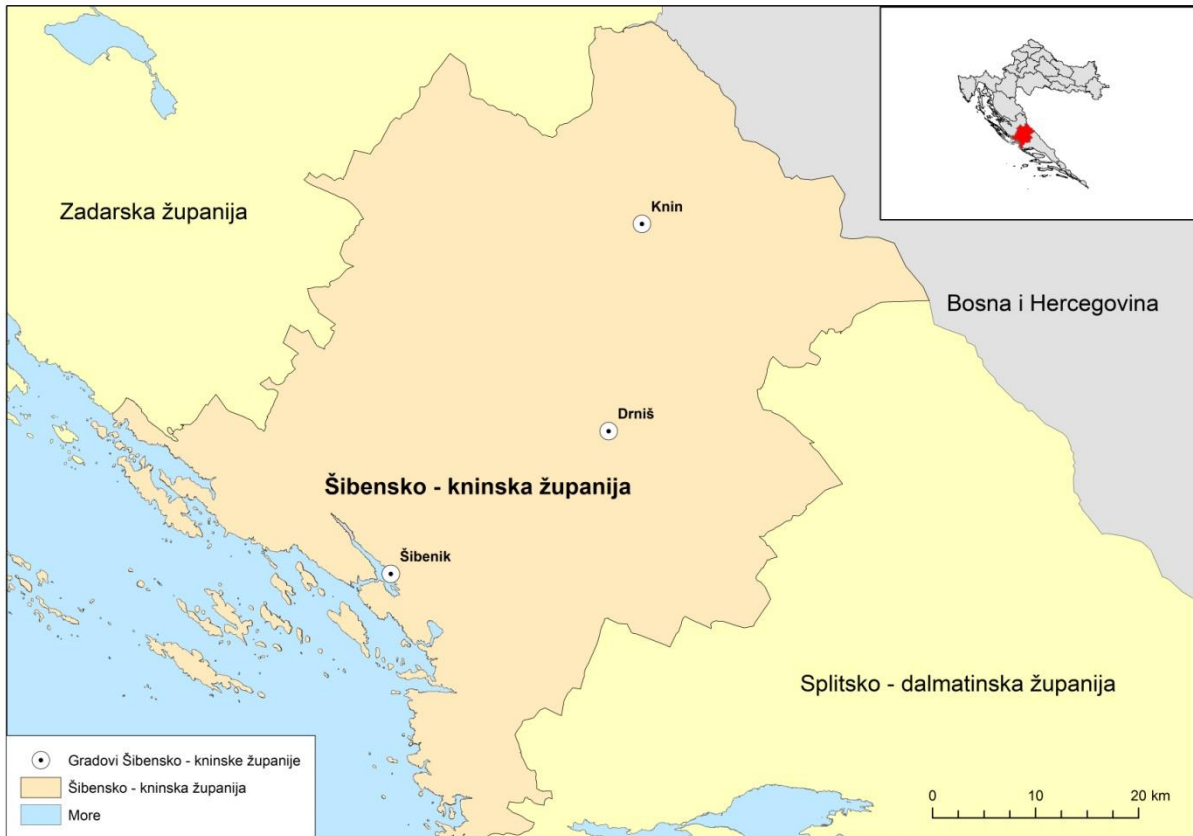 Zadarska županija
Knin
Bosna i Hercegovina
Drniš
Šibensko - kninska županija
Šibenik
Splitsko - dalmatinska županija
Gradovi Šibensko - kninske županije
Šibensko - kninska županija
More
0 10 20 km